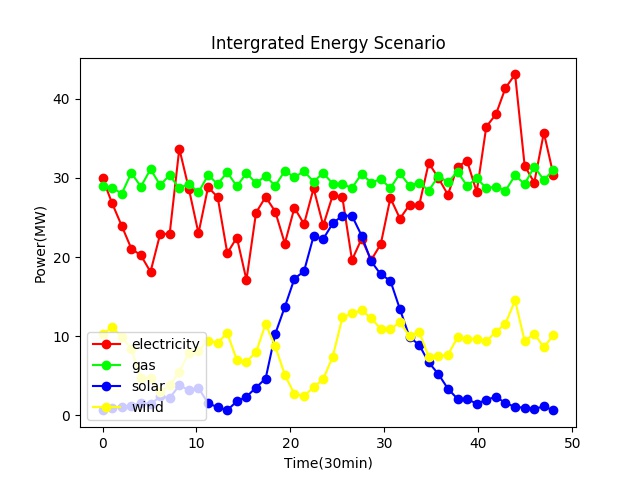 Intergrated Energy Scenario
Power(MW)
40
30
20
10
0
electricity
gas
solar
wind
0 10 20 30 40 50
Time(30min)